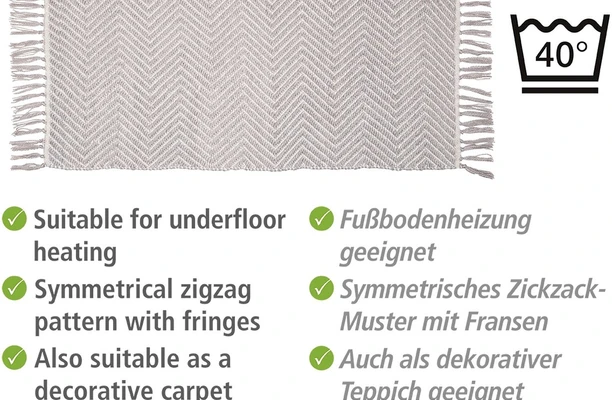 40°
Suitable for underfloor
heating
Symmetrical zigzag
pattern with fringes
Also suitable as a
decorative carpet
Fußbodenheizung
geeignet
Symmetrisches Zickzack-
Muster mit Fransen
Auch als dekorativer
Teppich geeignet